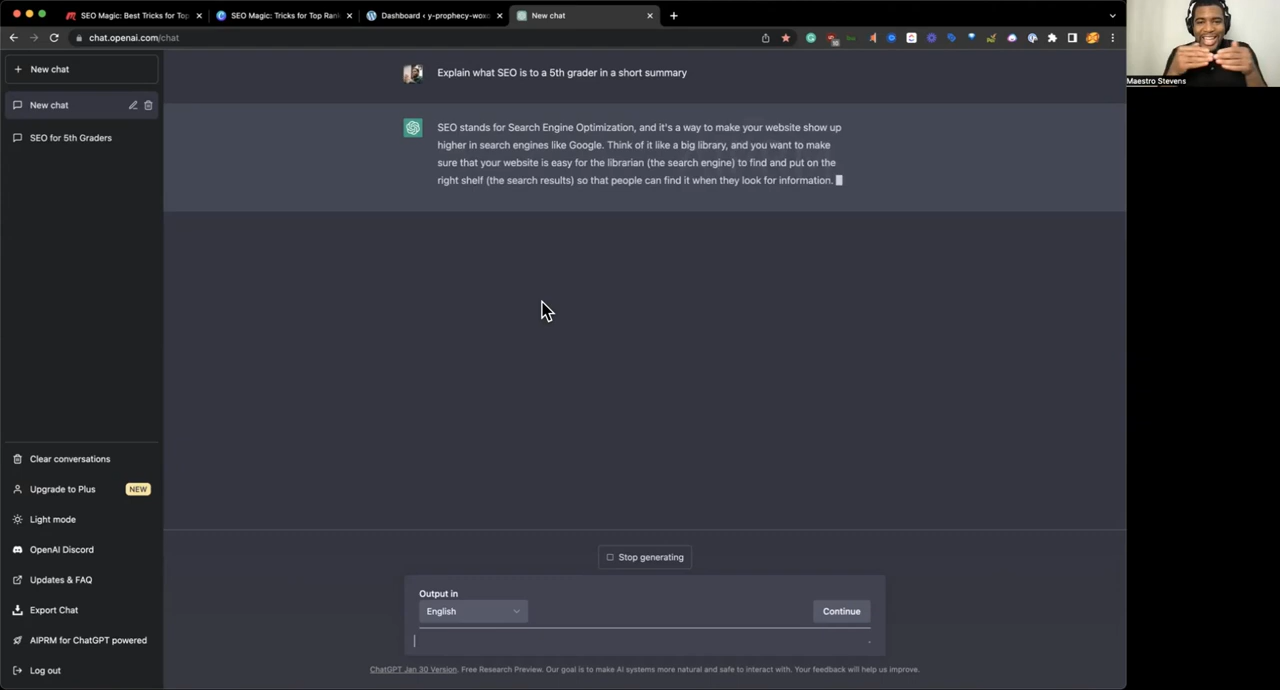 SEO Magic: Best Tricks for Top
SEO Magic: Tricks for Top Ran
Dashboard ‹ y-prophecy-woxo
New chat
chat.openai.com/chat
Maestro Stevens
New chat
New chat
SEO for 5th Graders
Explain what SEO is to a 5th grader in a short summary
SEO stands for Search Engine Optimization, and it's a way to make your website show up
higher in search engines like Google. Think of it like a big library, and you want to make
sure that your website is easy for the librarian (the search engine) to find and put on the
right shelf (the search results) so that people can find it when they look for information.
Clear conversations
Upgrade to Plus NEW
Light mode
OpenAI Discord
Updates & FAQ
Export Chat
AIPRM for ChatGPT powered
Log out
Stop generating
Output in
English
Continue
ChatGPT Jan 30 Version. Free Research Preview. Our goal is to make AI systems more natural and safe to interact with. Your feedback will help us improve.